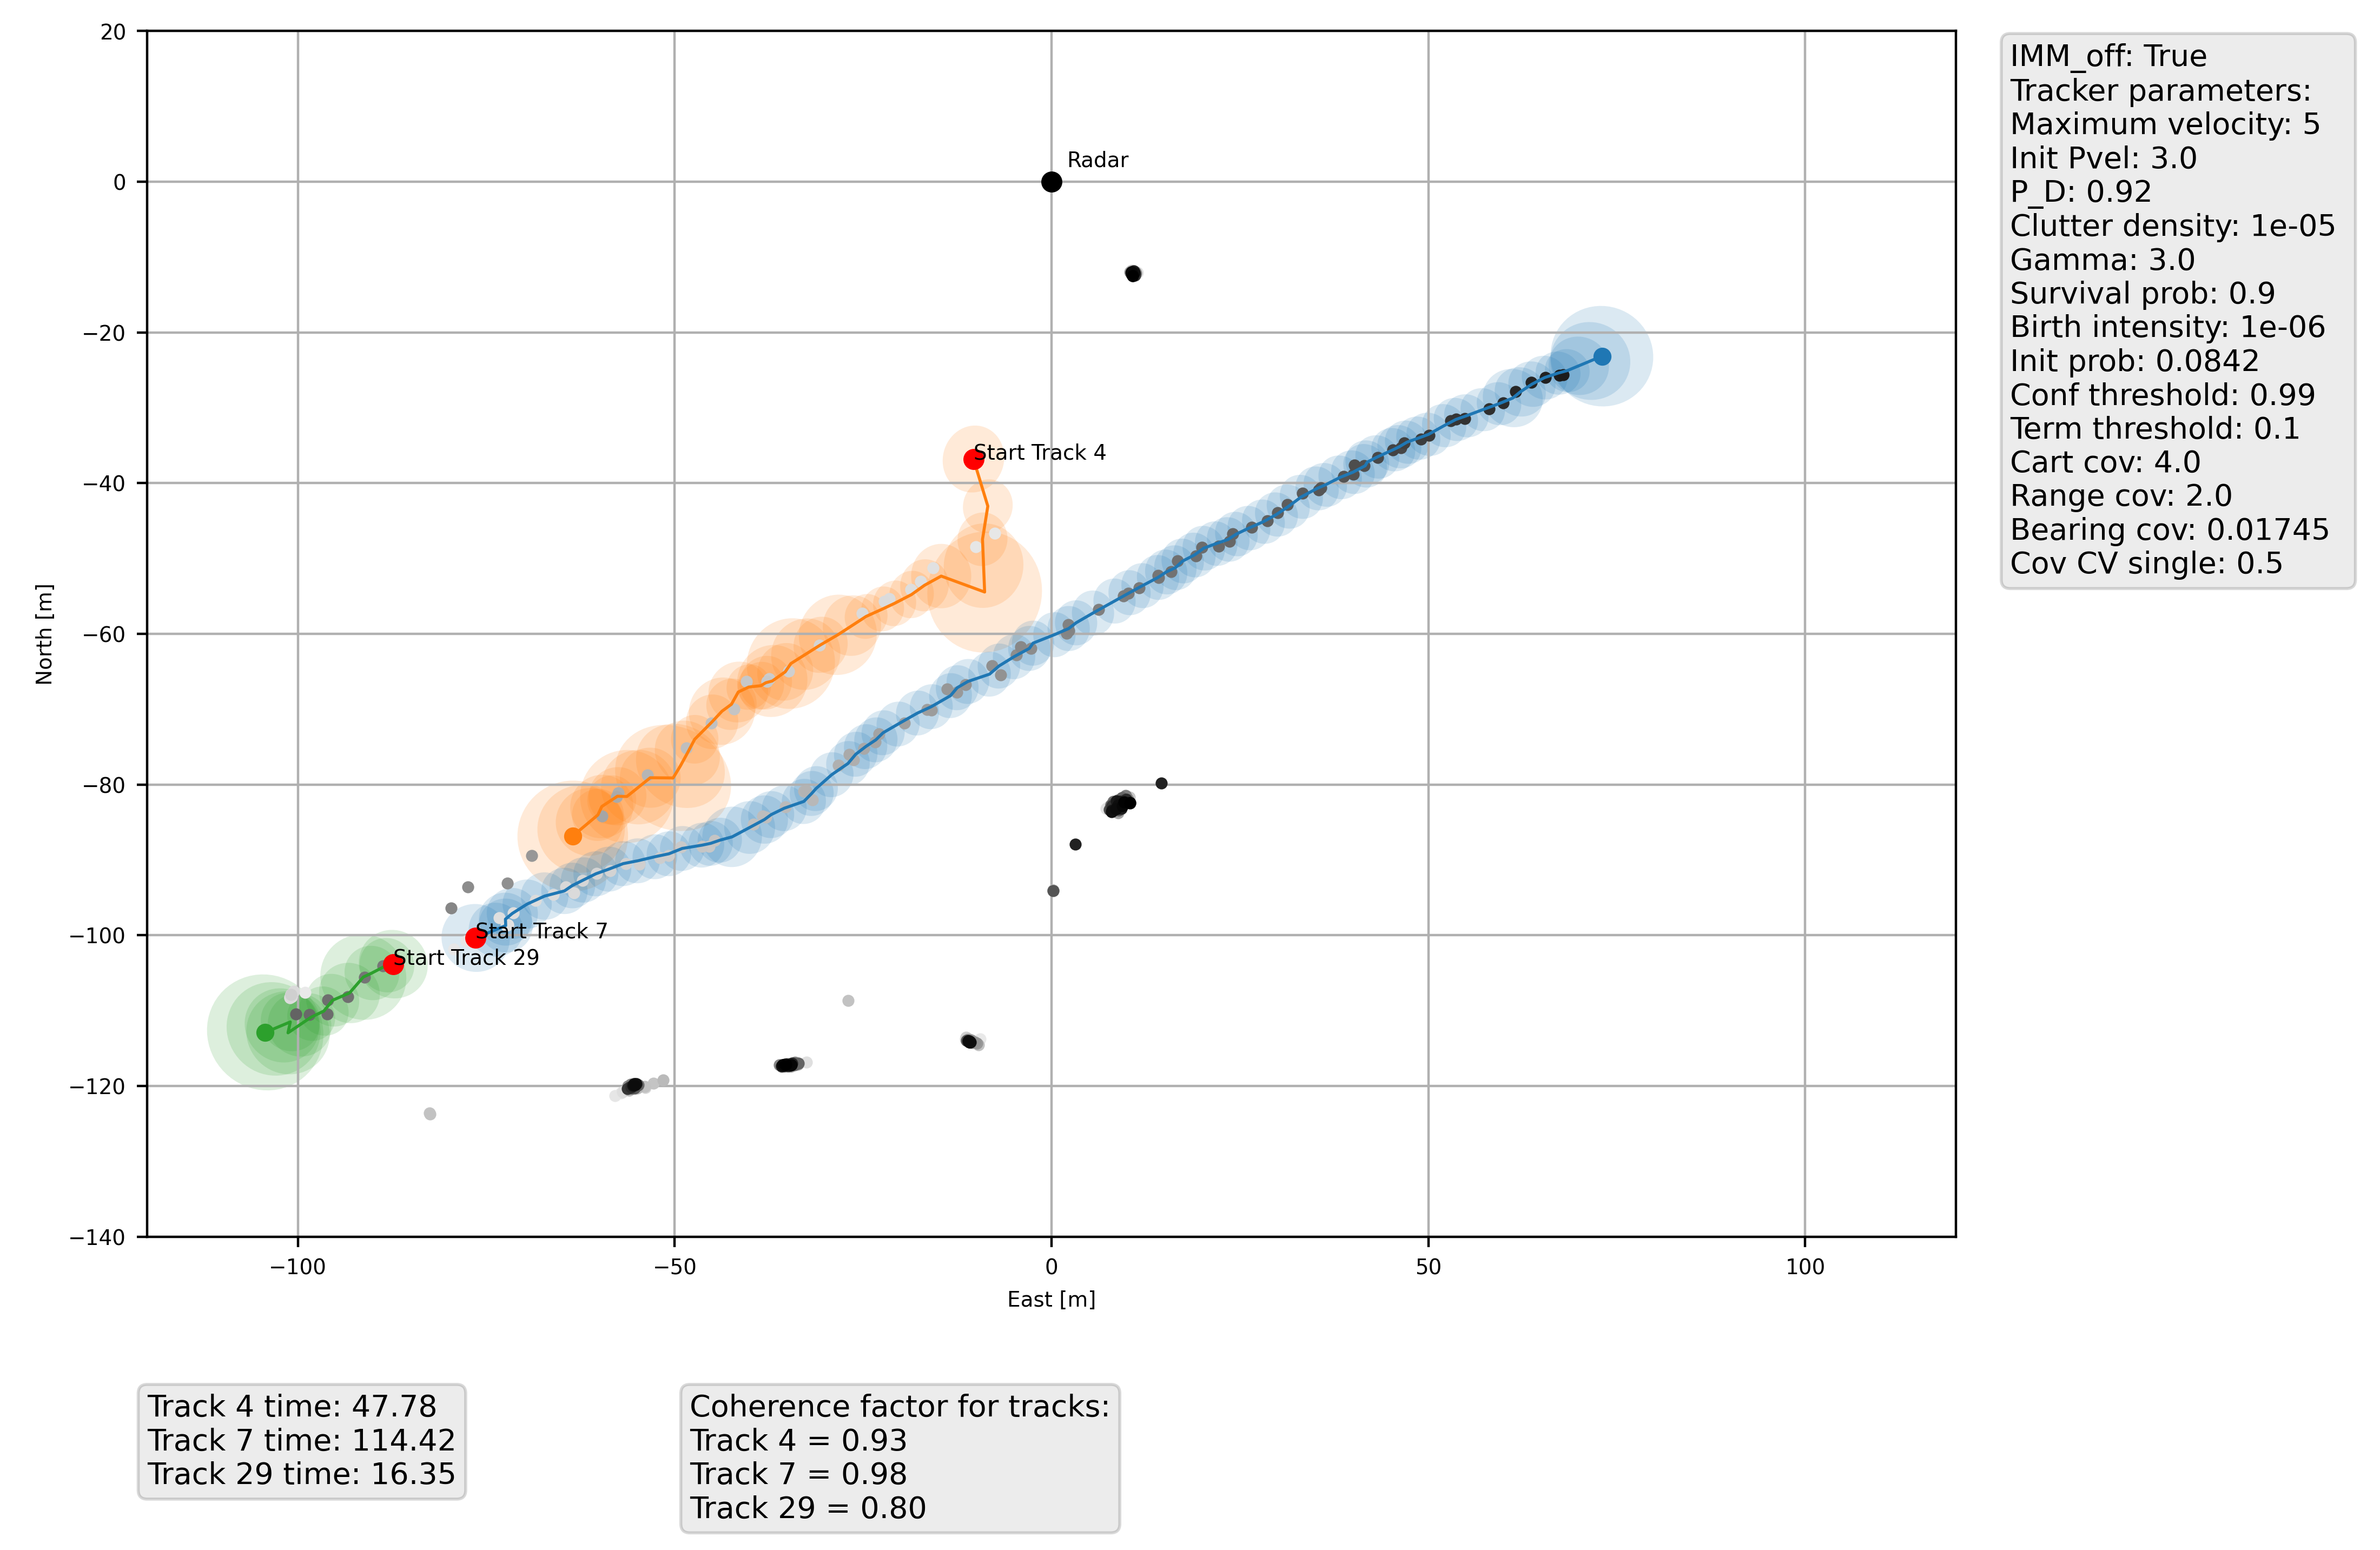 20
0
−20
−40
−60
−80
−100
−120
−140
North [m]
Radar
Start Track 4
Start Track 7
Start Track 29
−100
−50
0
50
100
East [m]
IMM_off: True
Tracker parameters:
Maximum velocity: 5
Init Pvel: 3.0
P_D: 0.92
Clutter density: 1e-05
Gamma: 3.0
Survival prob: 0.9
Birth intensity: 1e-06
Init prob: 0.0842
Conf threshold: 0.99
Term threshold: 0.1
Cart cov: 4.0
Range cov: 2.0
Bearing cov: 0.01745
Cov CV single: 0.5
Track 4 time: 47.78
Track 7 time: 114.42
Track 29 time: 16.35
Coherence factor for tracks:
Track 4 = 0.93
Track 7 = 0.98
Track 29 = 0.80